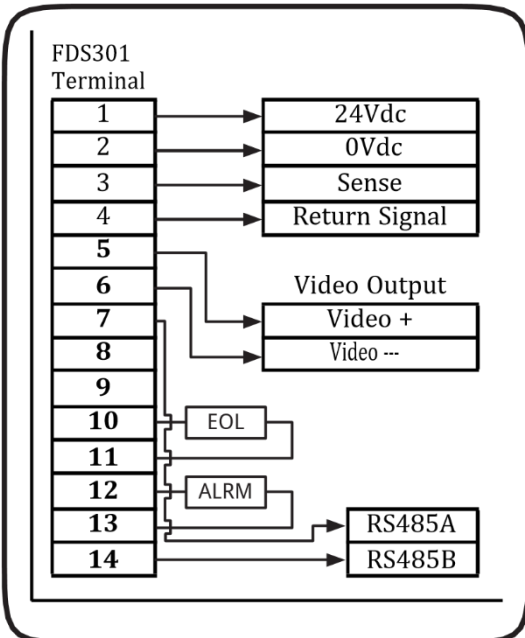 FDS301
Terminal
1
24Vdc
2
0Vdc
3
Sense
4
Return Signal
5
6
Video Output
7
Video +
8
Video ---
9
10
EOL
11
12
ALRM
13
RS485A
14
RS485B